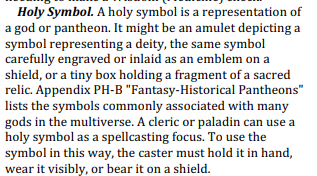 Holy Symbol. A holy symbol is a representation of
a god or pantheon. It might be an amulet depicting a
symbol representing a deity, the same symbol
carefully engraved or inlaid as an emblem on a
shield, or a tiny box holding a fragment of a sacred
relic. Appendix PH-B "Fantasy-Historical Pantheons"
lists the symbols commonly associated with many
gods in the multiverse. A cleric or paladin can use a
holy symbol as a spellcasting focus. To use the
symbol in this way, the caster must hold it in hand,
wear it visibly, or bear it on a shield.